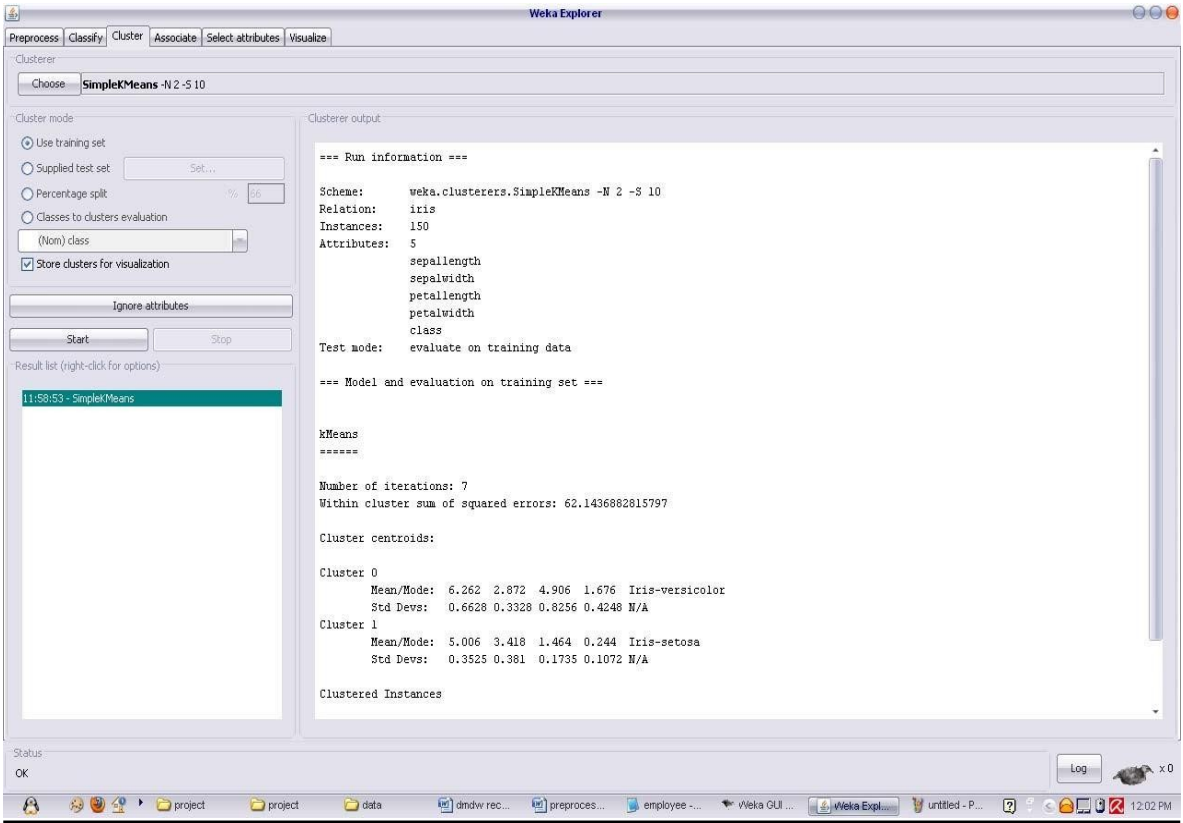 Weka Explorer
Preprocess Classify Cluster Associate Select attributes Visualize
Clusterer
Choose SimpleKMeans -N 2 -S 10
Cluster mode
Use training set
Supplied test set Set...
Percentage split % 66
Classes to clusters evaluation
(Nom) class
Store clusters for visualization
Ignore attributes
Start Stop
Result list (right-click for options)
11:58:53 - SimpleKMeans
Clusterer output
=== Run information ===
Scheme: weka.clusterers.SimpleKMeans -N 2 -S 10
Relation: iris
Instances: 150
Attributes: 5
sepallength
sepalwidth
petallength
petalwidth
class
Test mode: evaluate on training data
=== Model and evaluation on training set ===
kMeans
======
Number of iterations: 7
Within cluster sum of squared errors: 62.1436882815797
Cluster centroids:
Cluster 0
Mean/Mode: 6.262 2.872 4.906 1.676 Iris-versicolor
Std Devs: 0.6628 0.3328 0.8256 0.4248 N/A
Cluster 1
Mean/Mode: 5.006 3.418 1.464 0.244 Iris-setosa
Std Devs: 0.3525 0.381 0.1735 0.1072 N/A
Clustered Instances
Status
OK
Log x 0
project project data dmdw rec... preproces... employee -... Weka GUI ... Weka Expl... untitled - P... 12:02 PM